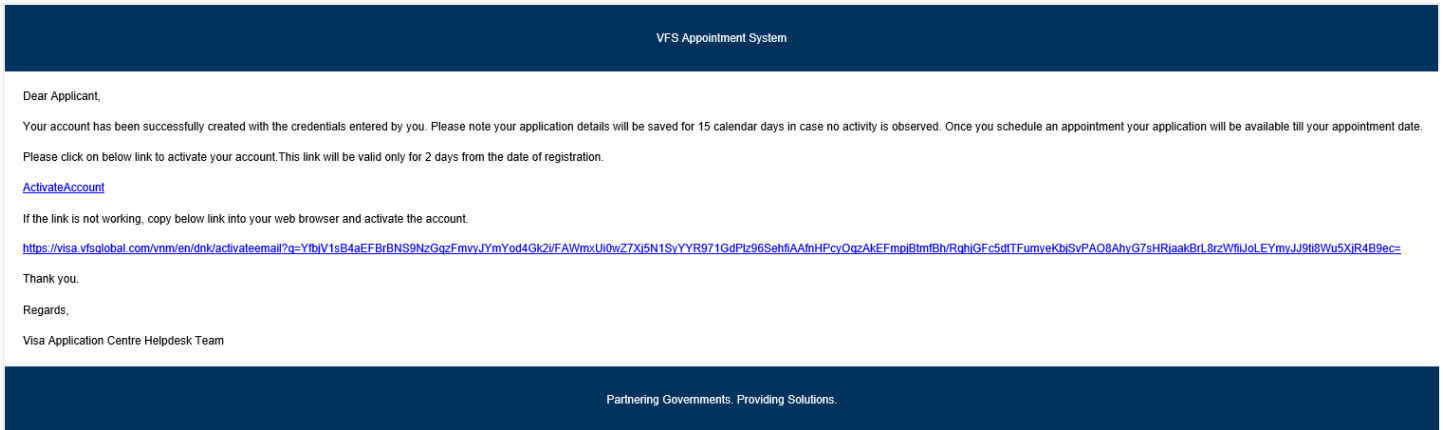 VFS Appointment System
Dear Applicant,
Your account has been successfully created with the credentials entered by you. Please note your application details will be saved for 15 calendar days in case no activity is observed. Once you schedule an appointment your application will be available till your appointment date.
Please click on below link to activate your account.This link will be valid only for 2 days from the date of registration.
ActivateAccount
If the link is not working, copy below link into your web browser and activate the account.
https://visa.vfsglobal.com/vnm/en/dnk/activateemail?q=YfbjV1sB4aEFBrBNS9NzGqzFmvyJYmYod4Gk2i/FAWmxUi0wZ7Xj5N1SyYYR971GdPlz96SehfiAAfnHPcyOqzAkEFmpjBtmfBh/RqhjGFc5dtTFumyeKbjSvPAO8AhyG7sHRjaakBrL8rzWfiiJoLEYmyJJ9ti8Wu5XjR4B9ec=
Thank you.
Regards,
Visa Application Centre Helpdesk Team
Partnering Governments. Providing Solutions.